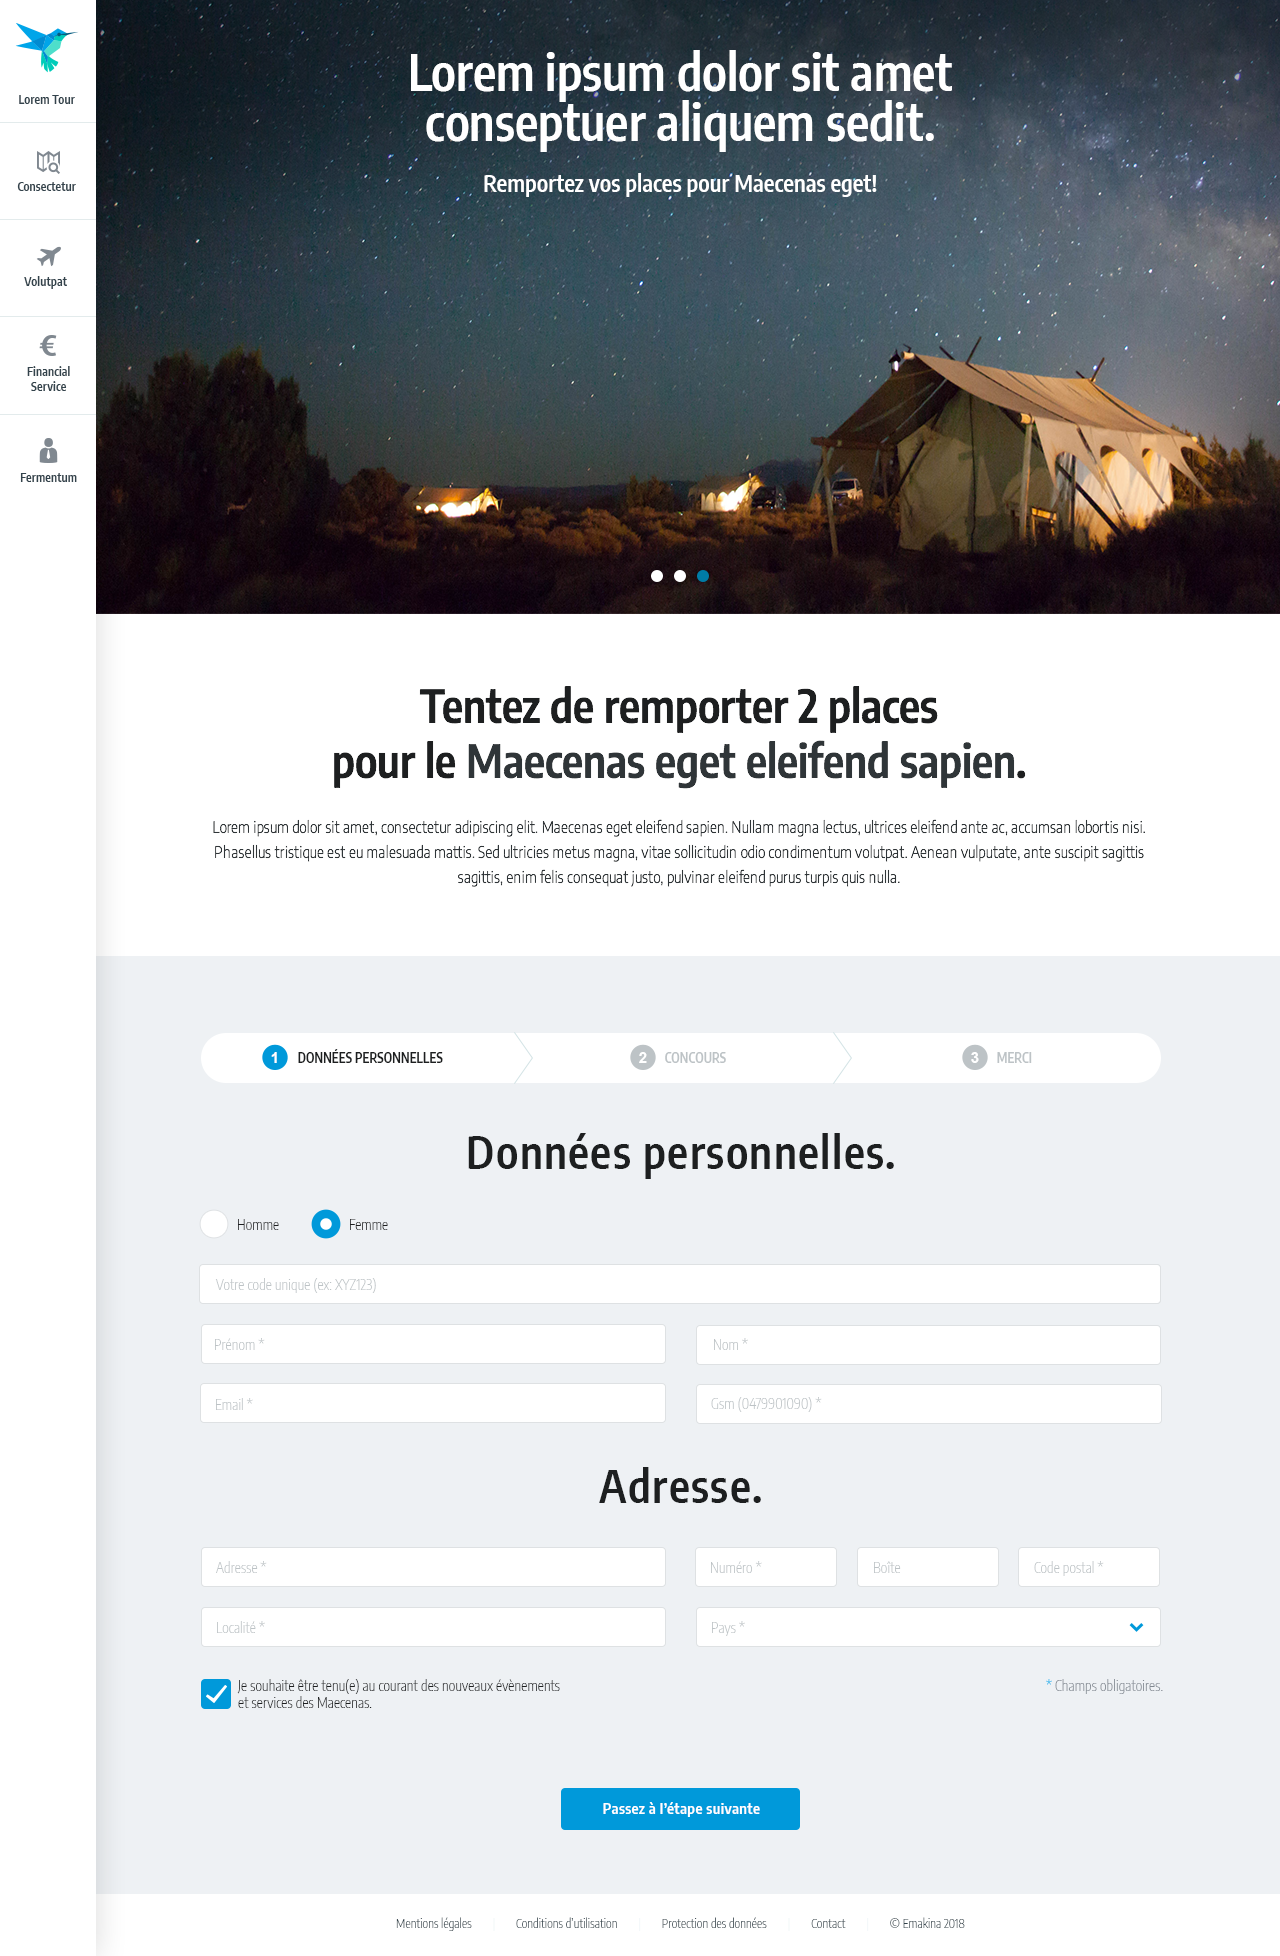 Lorem Tour
Consectetur
Volutpat
€
Financial
Service
Fermentum
Lorem ipsum dolor sit amet
conseptuer aliquem sedit.
Remportez vos places pour Maecenas eget!
Tentez de remporter 2 places
pour le Maecenas eget eleifend sapien.
Lorem ipsum dolor sit amet, consectetur adipiscing elit. Maecenas eget eleifend sapien. Nullam magna lectus, ultrices eleifend ante ac, accumsan lobortis nisi.
Phasellus tristique est eu malesuada mattis. Sed ultricies metus magna, vitae sollicitudin odio condimentum volutpat. Aenean vulputate, ante suscipit sagittis
sagittis, enim felis consequat justo, pulvinar eleifend purus turpis quis nulla.
1 DONNÉES PERSONNELLES
2 CONCOURS
3 MERCI
Données personnelles.
Homme
Femme
Votre code unique (ex: XYZ123)
Prénom *
Nom *
Email *
Gsm (0479901090) *
Adresse.
Adresse *
Numéro *
Boîte
Code postal *
Localité *
Pays *
Je souhaite être tenu(e) au courant des nouveaux évènements
et services des Maecenas.
* Champs obligatoires.
Passez à l'étape suivante
Mentions légales
Conditions d'utilisation
Protection des données
Contact
© Emakina 2018